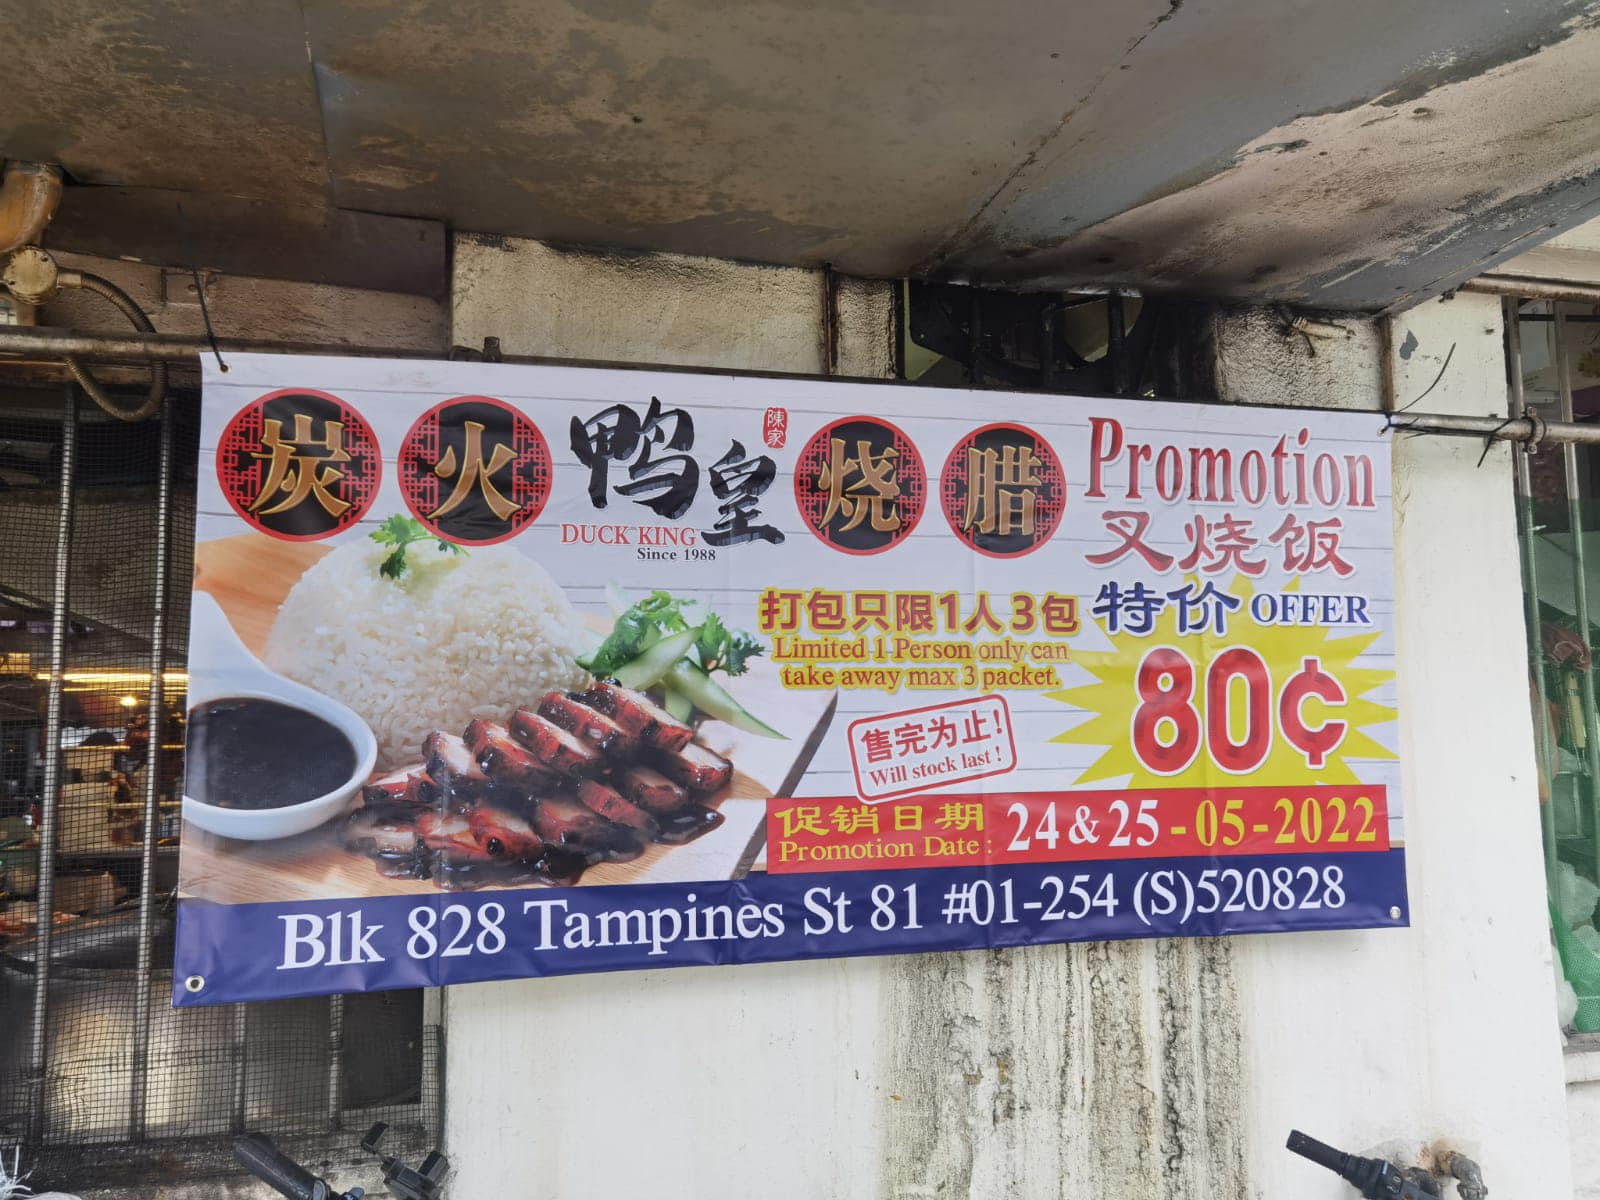 炭火鸭皇烧腊
陳家
DUCK KING
Since 1988
Promotion
叉烧饭
特价 OFFER
80¢
打包只限1人3包
Limited 1 Person only can
take away max 3 packet.
售完为止!
Will stock last !
促销日期
Promotion Date : 24 & 25 - 05 - 2022
Blk 828 Tampines St 81 #01-254 (S)520828